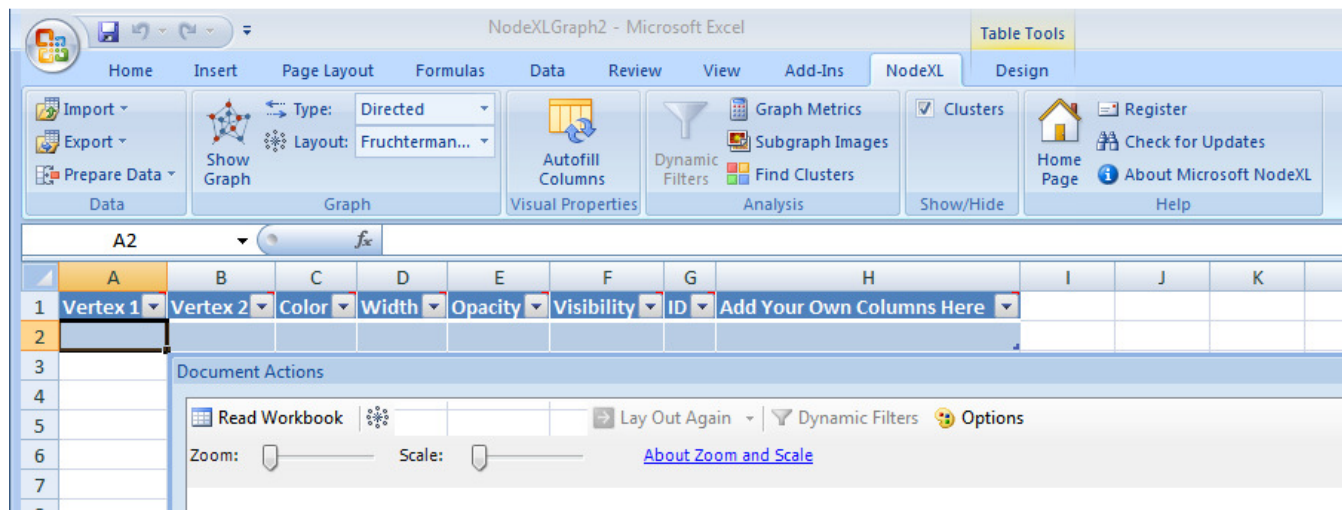 NodeXLGraph2 - Microsoft Excel
Table Tools
Home Insert Page Layout Formulas Data Review View Add-Ins NodeXL Design
Import
Export
Prepare Data
Data
Show
Graph
Type: Directed
Layout: Fruchterman...
Graph
Autofill
Columns
Visual Properties
Dynamic
Filters
Graph Metrics
Subgraph Images
Find Clusters
Analysis
Clusters
Show/Hide
Home
Page
Register
Check for Updates
About Microsoft NodeXL
Help
A2 fx
A B C D E F G H I J K
1 Vertex 1 Vertex 2 Color Width Opacity Visibility ID Add Your Own Columns Here
2
3
Document Actions
4
5 Read Workbook Lay Out Again Dynamic Filters Options
6 Zoom: Scale: About Zoom and Scale
7